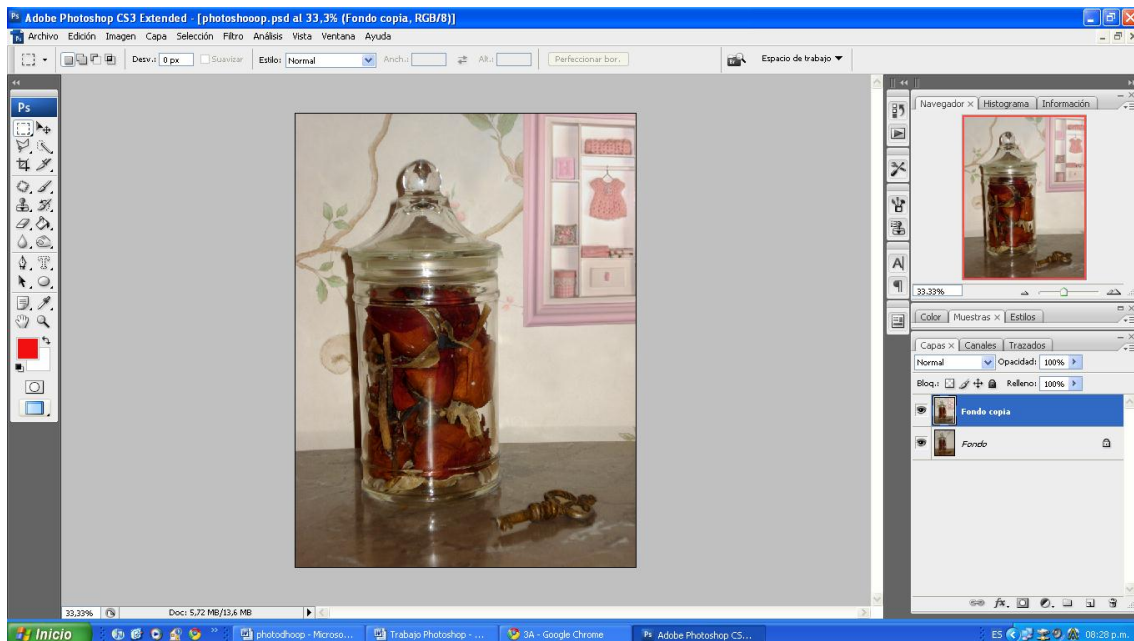 Ps Adobe Photoshop CS3 Extended - [photoshooop.psd al 33,3% (Fondo copia, RGB/8)]
Archivo Edición Imagen Capa Selección Filtro Análisis Vista Ventana Ayuda
Desv.: 0 px Suavizar Estilo: Normal Anch.: Alt.: Perfeccionar bor. Br Espacio de trabajo
Ps
Navegador Histograma Información
33.33%
Color Muestras Estilos
Capas Canales Trazados
Normal Opacidad: 100%
Bloq.: Relleno: 100%
Fondo copia
Fondo
33,33% Doc: 5,72 MB/13,6 MB
Inicio photodhoop - Microso... Trabajo Photoshop - ... 3A - Google Chrome Ps Adobe Photoshop CS... ES 08:28 p.m.